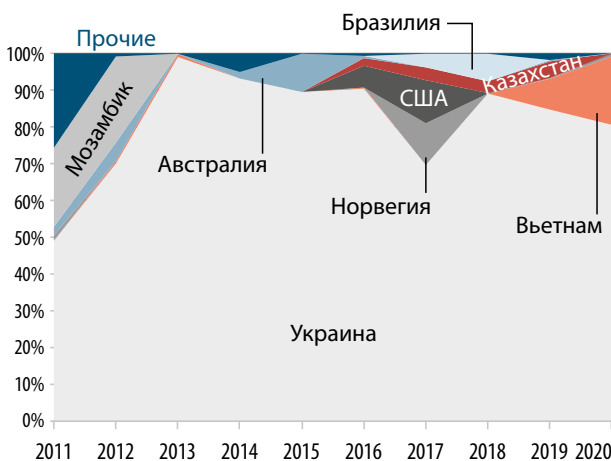 Бразилия
Прочие
100%
90%
80%
70%
60%
50%
40%
30%
20%
10%
0%
Казахстан
США
Мозамбик
Австралия
Норвегия
Вьетнам
Украина
2011 2012 2013 2014 2015 2016 2017 2018 2019 2020